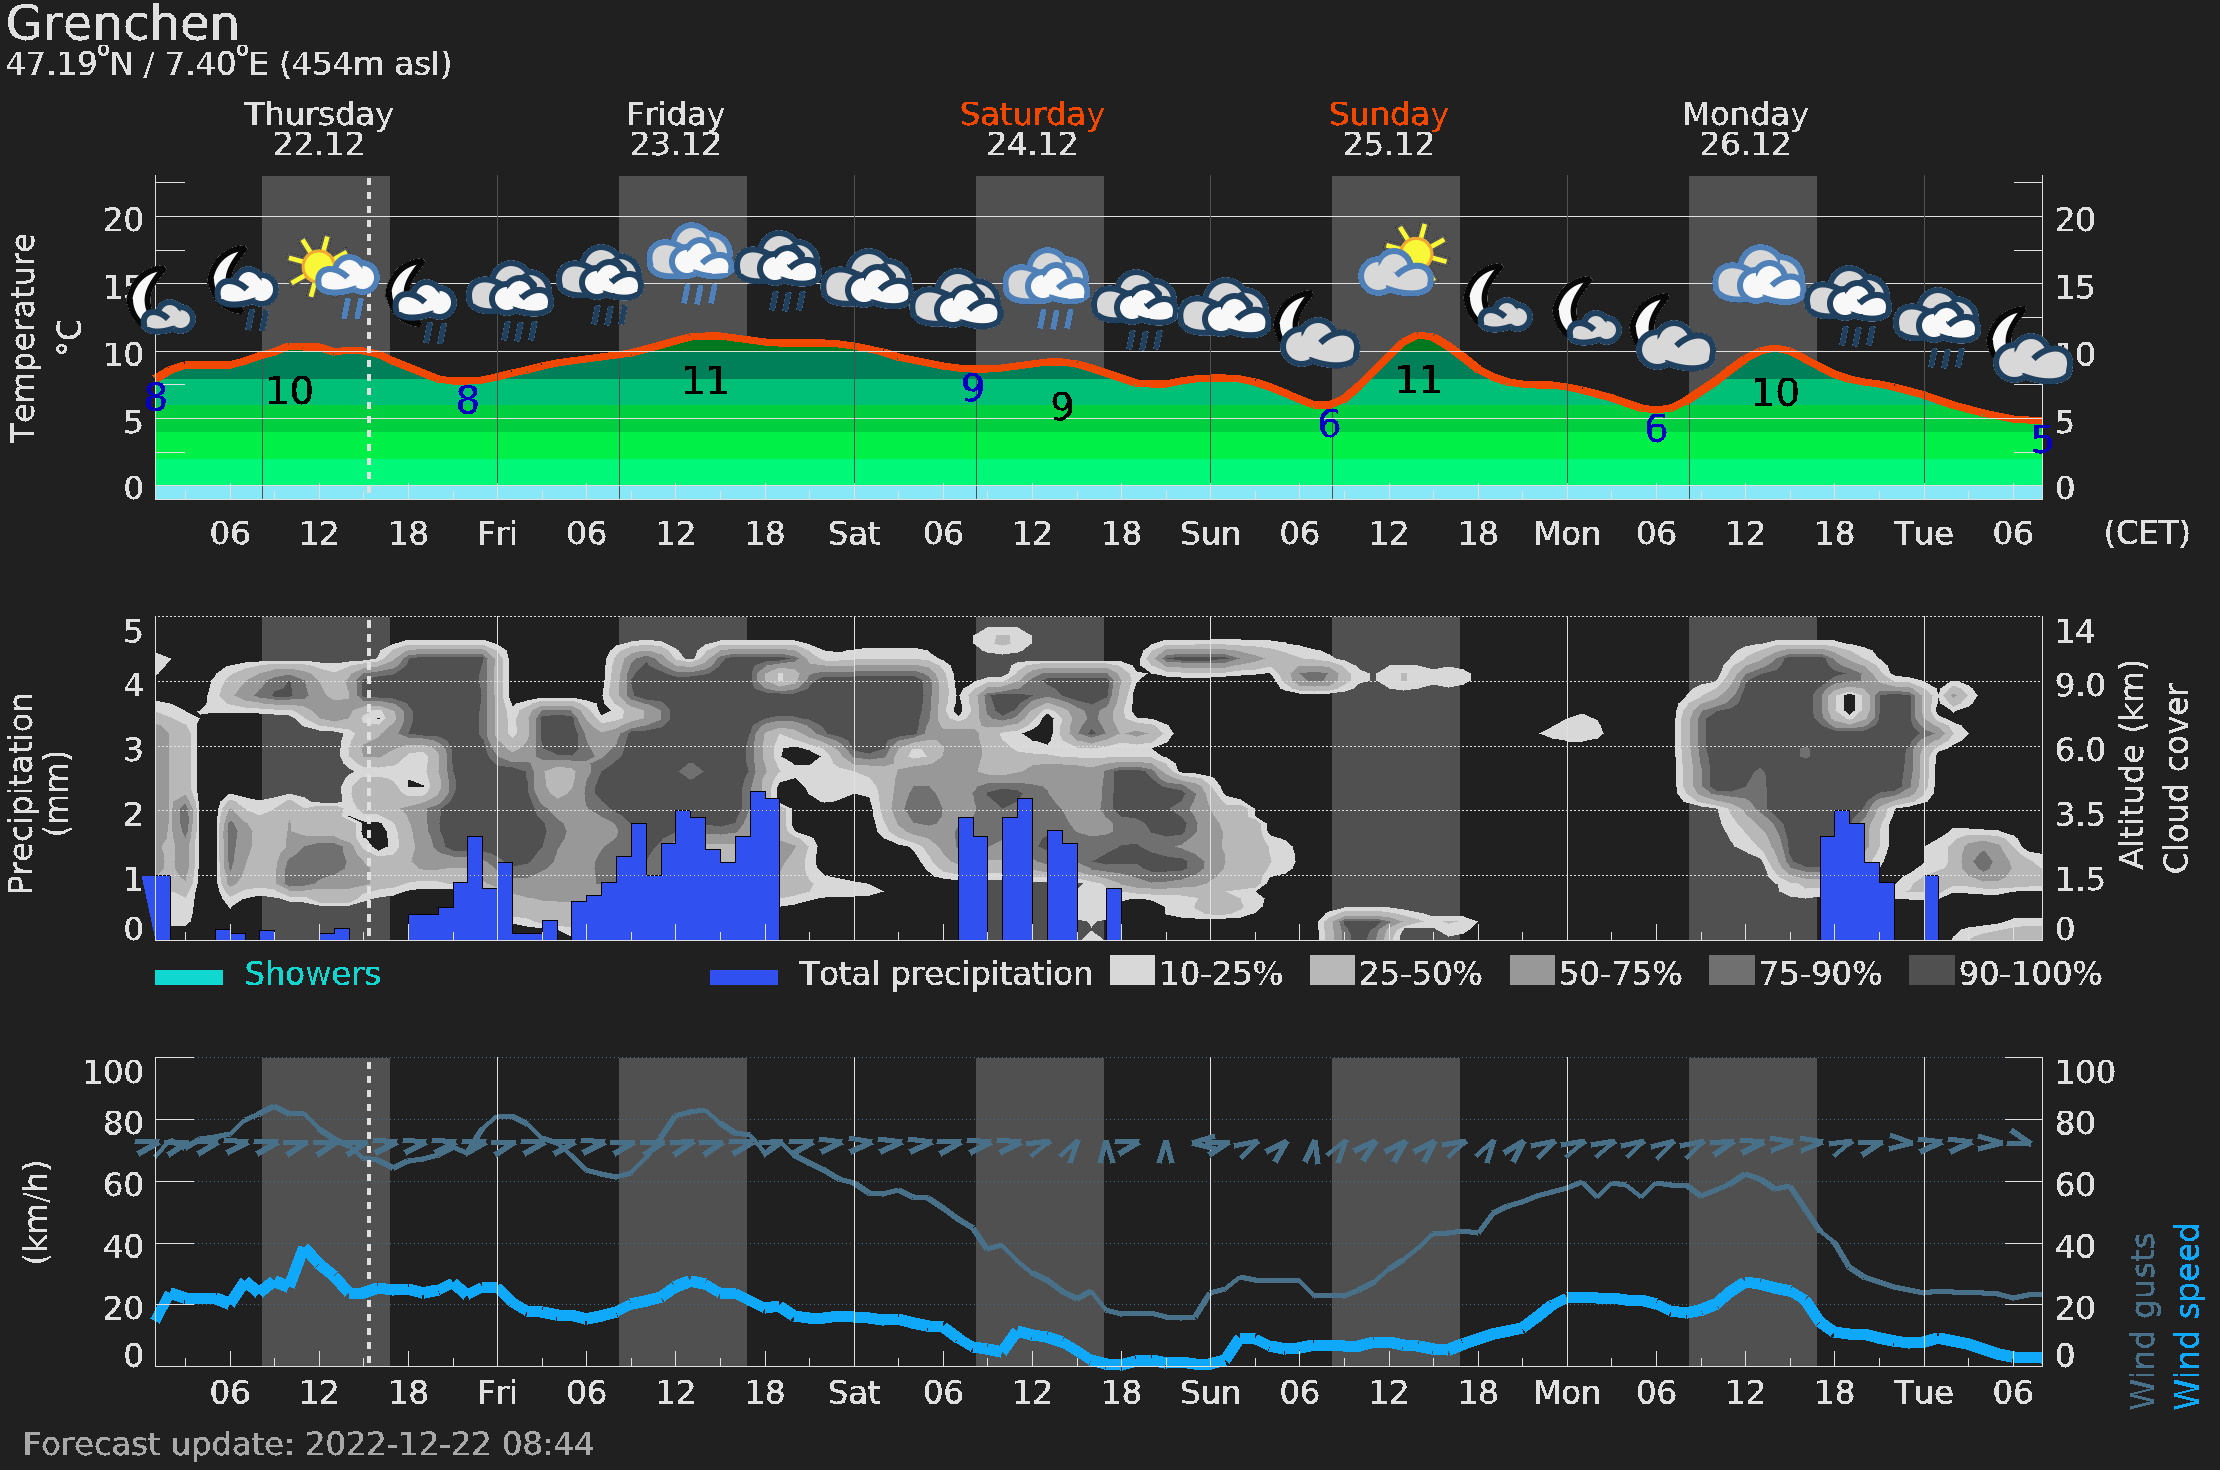 Grenchen
47.19°N / 7.40°E (454m asl)
Thursday Friday Saturday Sunday Monday
22.12 23.12 24.12 25.12 26.12
Temperature
°C
20 20
15 15
10 10
5 5
0 0
8 10 8 11 9 9 6 11 6 10 5
06 12 18 Fri 06 12 18 Sat 06 12 18 Sun 06 12 18 Mon 06 12 18 Tue 06 (CET)
Precipitation
(mm)
5 14
4 9.0
3 6.0
2 3.5
1 1.5
0 0
Altitude (km)
Cloud cover
Showers Total precipitation 10-25% 25-50% 50-75% 75-90% 90-100%
(km/h)
100 100
80 80
60 60
40 40
20 20
0 0
Wind gusts
Wind speed
06 12 18 Fri 06 12 18 Sat 06 12 18 Sun 06 12 18 Mon 06 12 18 Tue 06
Forecast update: 2022-12-22 08:44